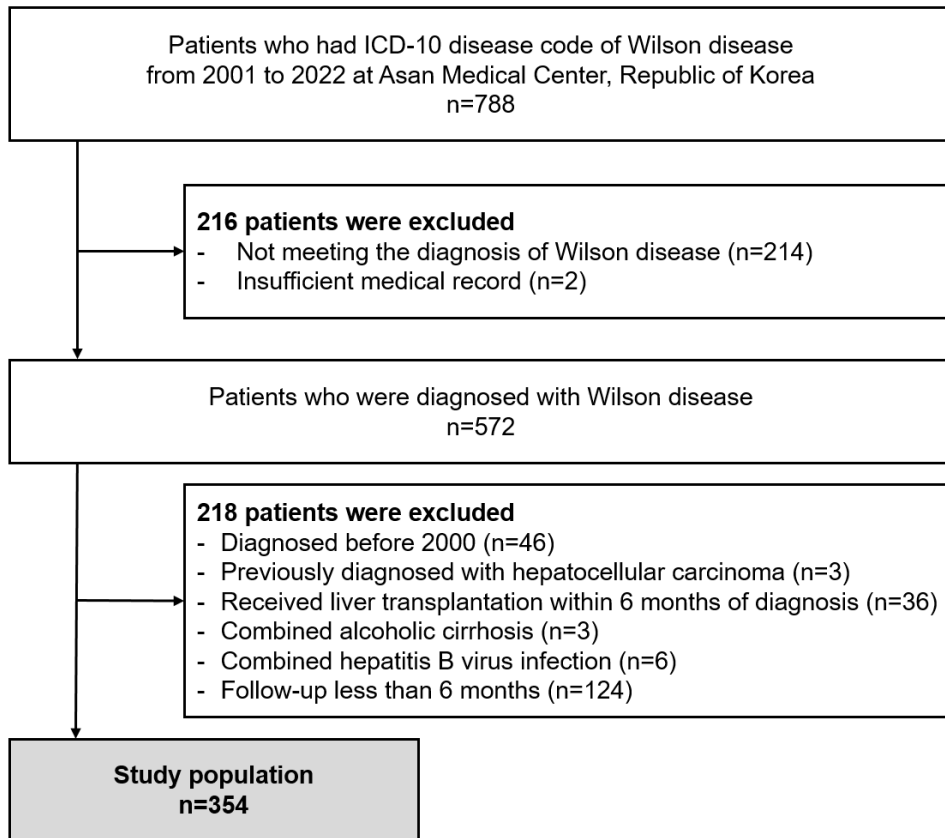 Patients who had ICD-10 disease code of Wilson disease
from 2001 to 2022 at Asan Medical Center, Republic of Korea
n=788
216 patients were excluded
- Not meeting the diagnosis of Wilson disease (n=214)
- Insufficient medical record (n=2)
Patients who were diagnosed with Wilson disease
n=572
218 patients were excluded
- Diagnosed before 2000 (n=46)
- Previously diagnosed with hepatocellular carcinoma (n=3)
- Received liver transplantation within 6 months of diagnosis (n=36)
- Combined alcoholic cirrhosis (n=3)
- Combined hepatitis B virus infection (n=6)
- Follow-up less than 6 months (n=124)
Study population
n=354